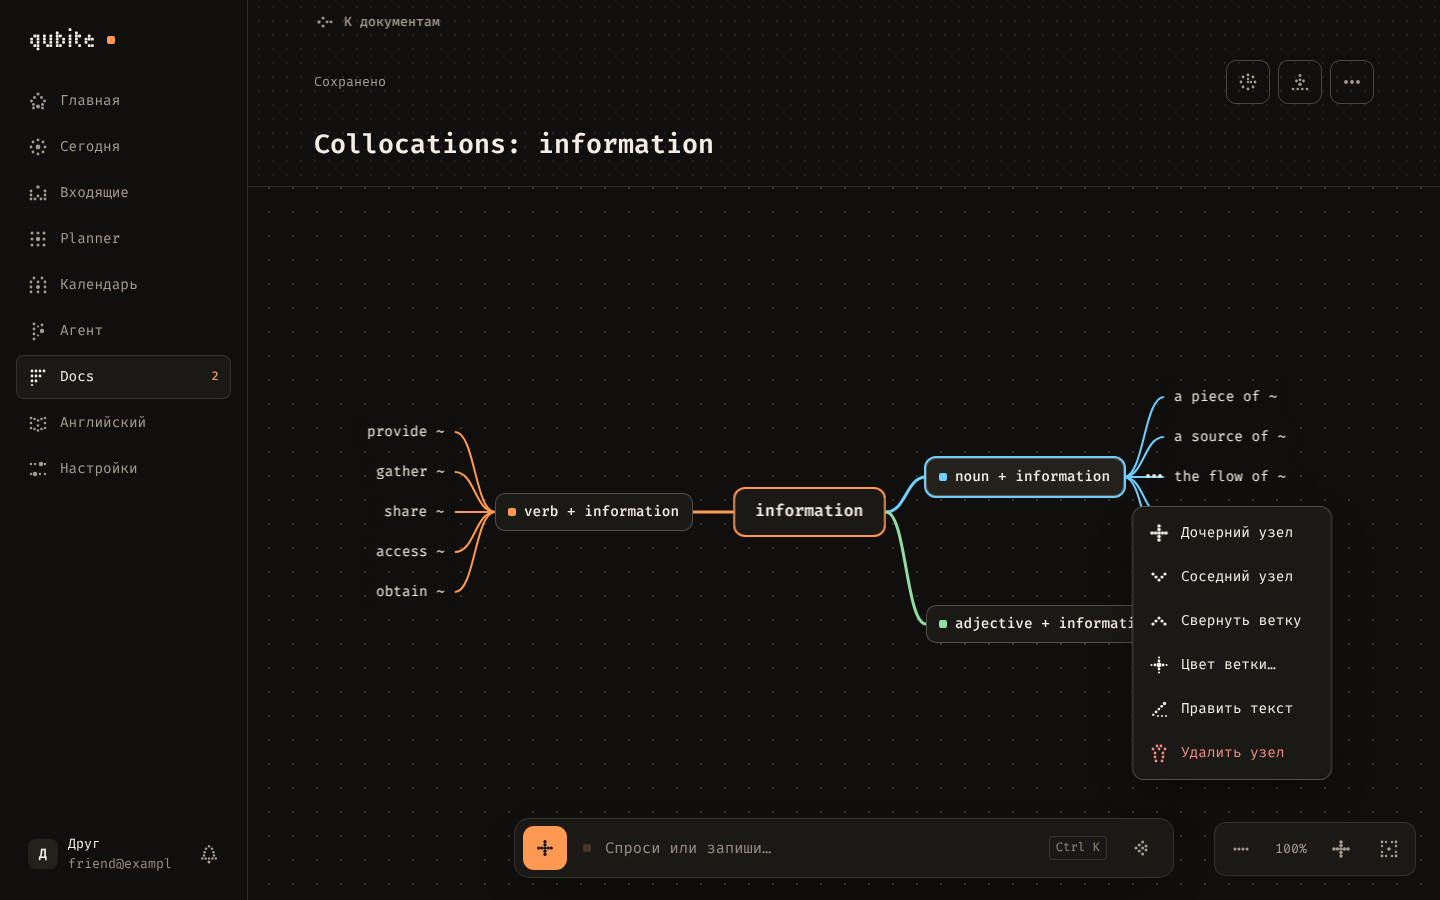 qubite
Главная
Сегодня
Входящие
Planner
Календарь
Агент
Docs 2
Английский
Настройки
Д
Друг
friend@exampl
К документам
Сохранено
Collocations: information
provide ~
gather ~
share ~
access ~
obtain ~
verb + information
information
noun + information
a piece of ~
a source of ~
the flow of ~
adjective + informati
Дочерний узел
Соседний узел
Свернуть ветку
Цвет ветки…
Править текст
Удалить узел
Спроси или запиши…
Ctrl K
100%